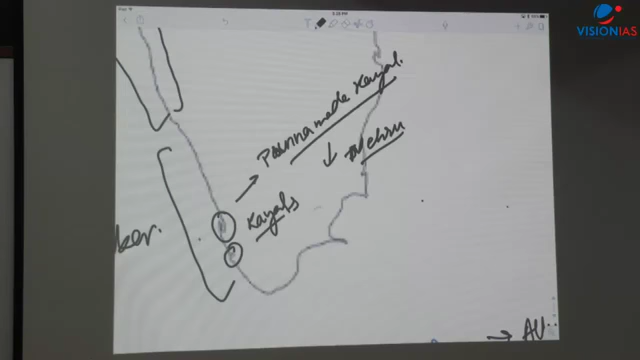 VISIONIAS
Punnamada Kayal.
↓
Nehru
Kayals
Ker.
→ AU..